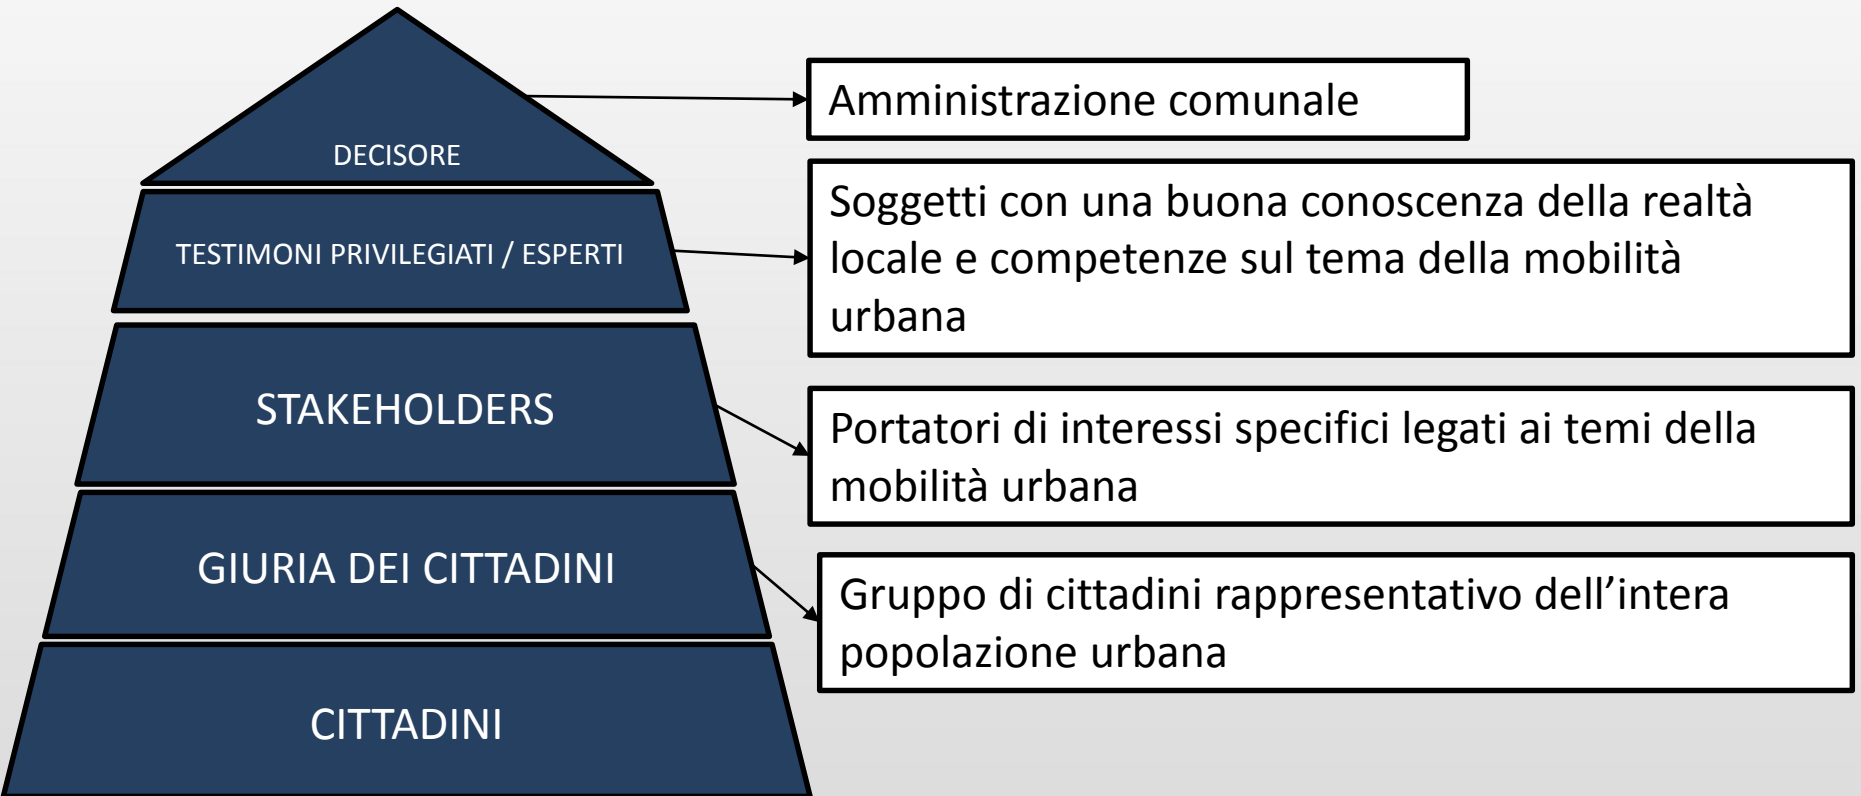 DECISORE
Amministrazione comunale
TESTIMONI PRIVILEGIATI / ESPERTI
Soggetti con una buona conoscenza della realtà
locale e competenze sul tema della mobilità
urbana
STAKEHOLDERS
Portatori di interessi specifici legati ai temi della
mobilità urbana
GIURIA DEI CITTADINI
Gruppo di cittadini rappresentativo dell’intera
popolazione urbana
CITTADINI